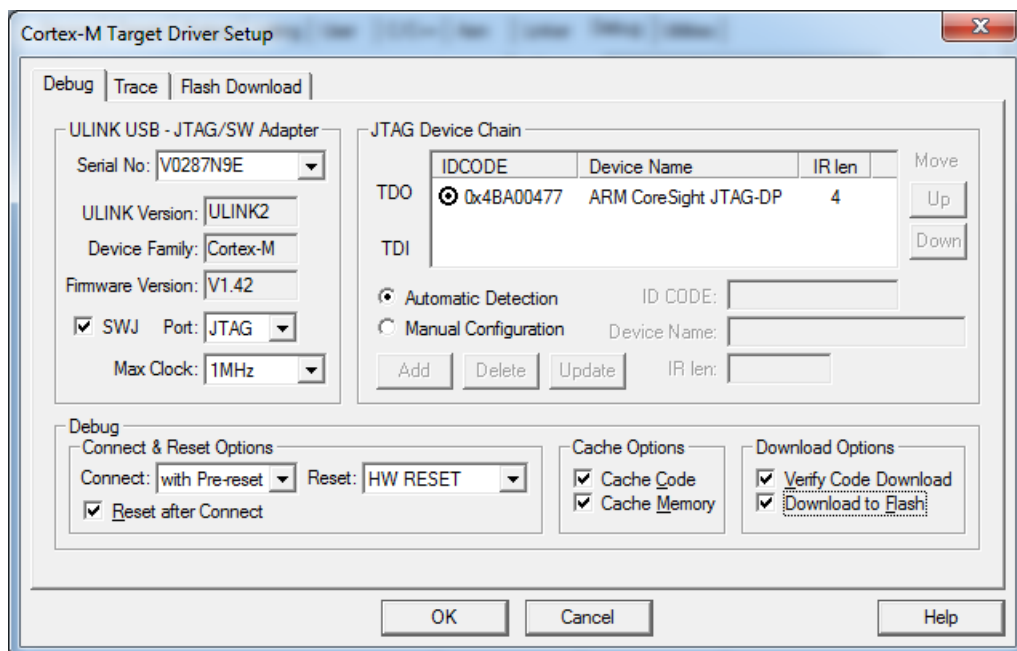 Cortex-M Target Driver Setup
Debug Trace Flash Download
ULINK USB - JTAG/SW Adapter
Serial No: V0287N9E
ULINK Version: ULINK2
Device Family: Cortex-M
Firmware Version: V1.42
SWJ Port: JTAG
Max Clock: 1MHz
JTAG Device Chain
IDCODE Device Name IR len
TDO 0x4BA00477 ARM CoreSight JTAG-DP 4
TDI
Move
Up
Down
Automatic Detection ID CODE:
Manual Configuration Device Name:
Add Delete Update IR len:
Debug
Connect & Reset Options
Connect: with Pre-reset Reset: HW RESET
Reset after Connect
Cache Options
Cache Code
Cache Memory
Download Options
Verify Code Download
Download to Flash
OK Cancel Help